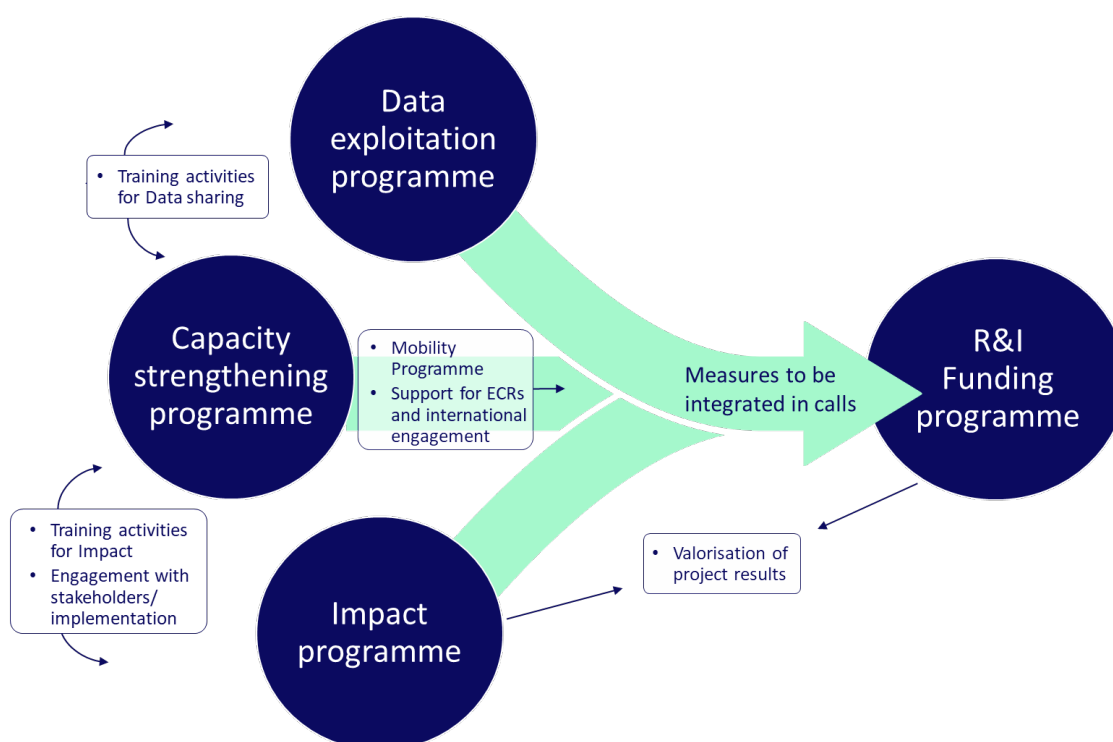 Data
exploitation
programme
• Training activities
for Data sharing
Capacity
strengthening
programme
• Mobility
Programme
• Support for ECRs
and international
engagement
Measures to be
integrated in calls
R&I
Funding
programme
• Training activities
for Impact
• Engagement with
stakeholders/
implementation
• Valorisation of
project results
Impact
programme